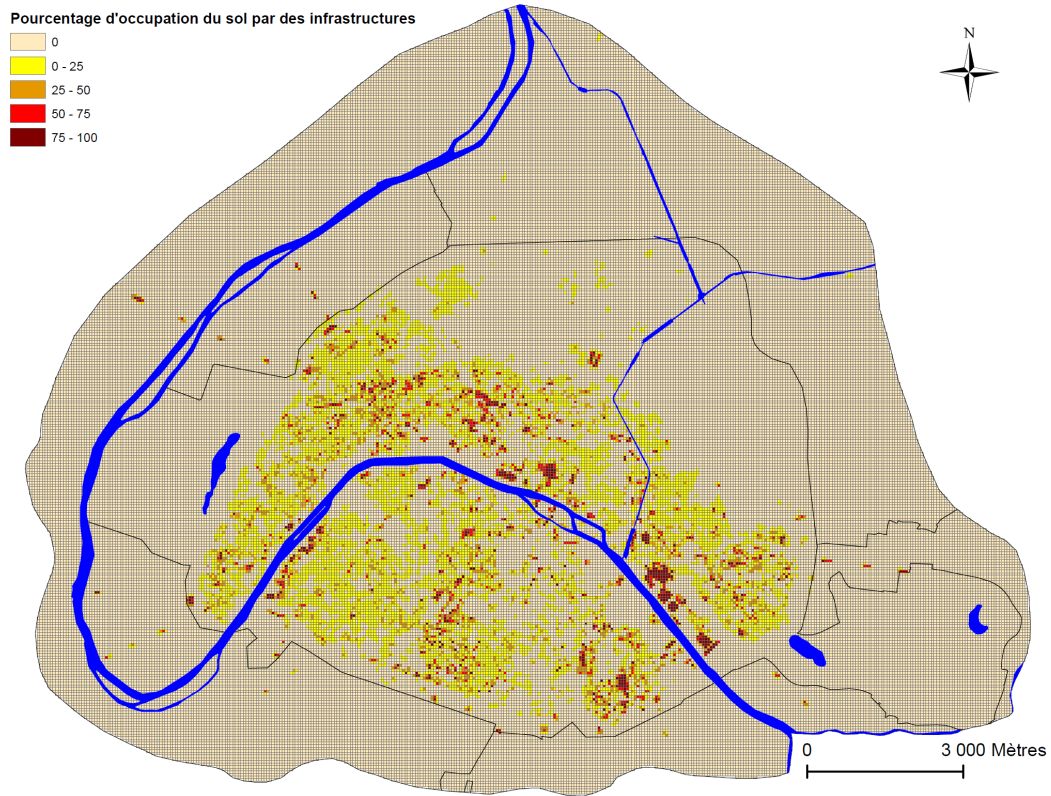 Pourcentage d'occupation du sol par des infrastructures
0
0 - 25
25 - 50
50 - 75
75 - 100
N
0 3 000 Mètres